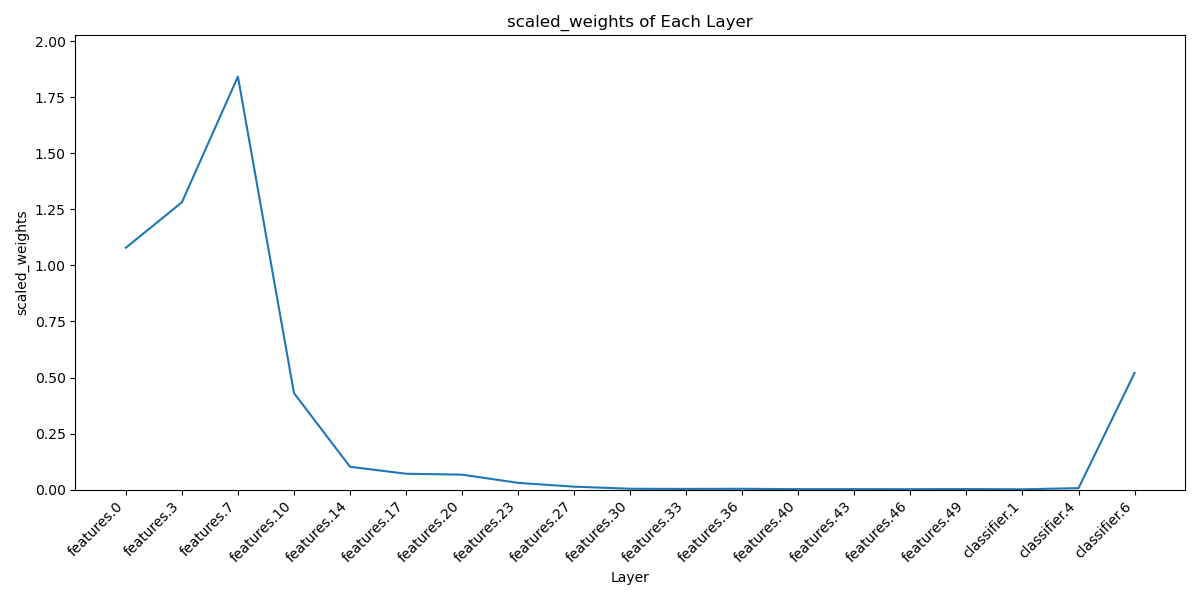 scaled_weights of Each Layer
scaled_weights
2.00
1.75
1.50
1.25
1.00
0.75
0.50
0.25
0.00
features.0
features.3
features.7
features.10
features.14
features.17
features.20
features.23
features.27
features.30
features.33
features.36
features.40
features.43
features.46
features.49
classifier.1
classifier.4
classifier.6
Layer